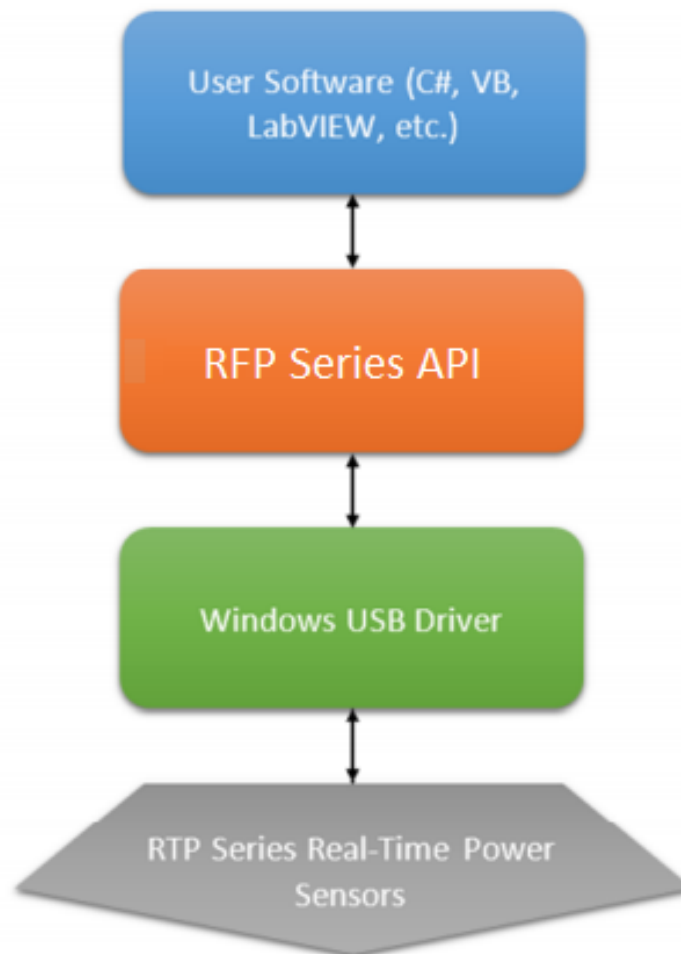 User Software (C#, VB,
LabVIEW, etc.)
RFP Series API
Windows USB Driver
RTP Series Real-Time Power
Sensors